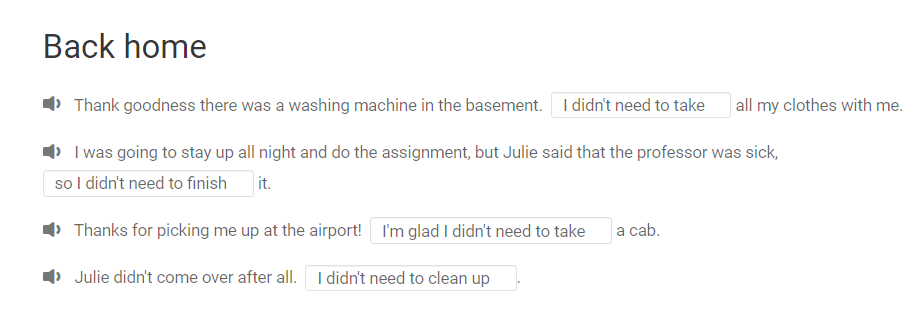 Back home
Thank goodness there was a washing machine in the basement. I didn't need to take all my clothes with me.
I was going to stay up all night and do the assignment, but Julie said that the professor was sick,
so I didn't need to finish it.
Thanks for picking me up at the airport! I'm glad I didn't need to take a cab.
Julie didn't come over after all. I didn't need to clean up.